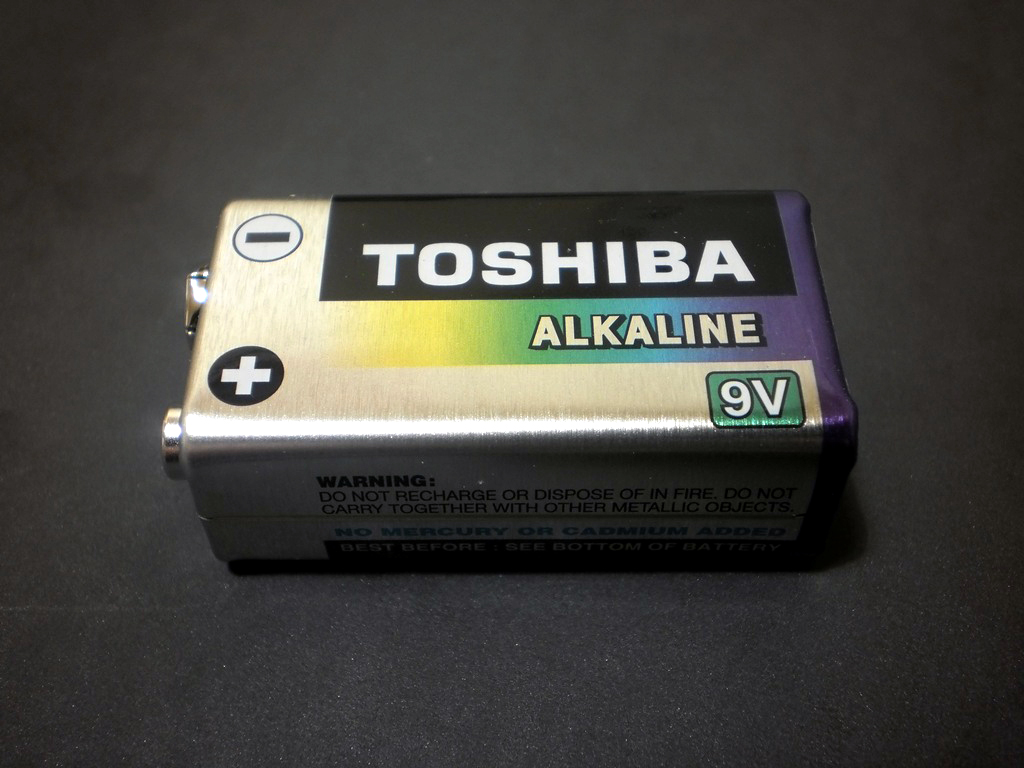 TOSHIBA
ALKALINE
9V
WARNING:
DO NOT RECHARGE OR DISPOSE OF IN FIRE. DO NOT
CARRY TOGETHER WITH OTHER METALLIC OBJECTS.
NO MERCURY OR CADMIUM ADDED
BEST BEFORE : SEE BOTTOM OF BATTERY